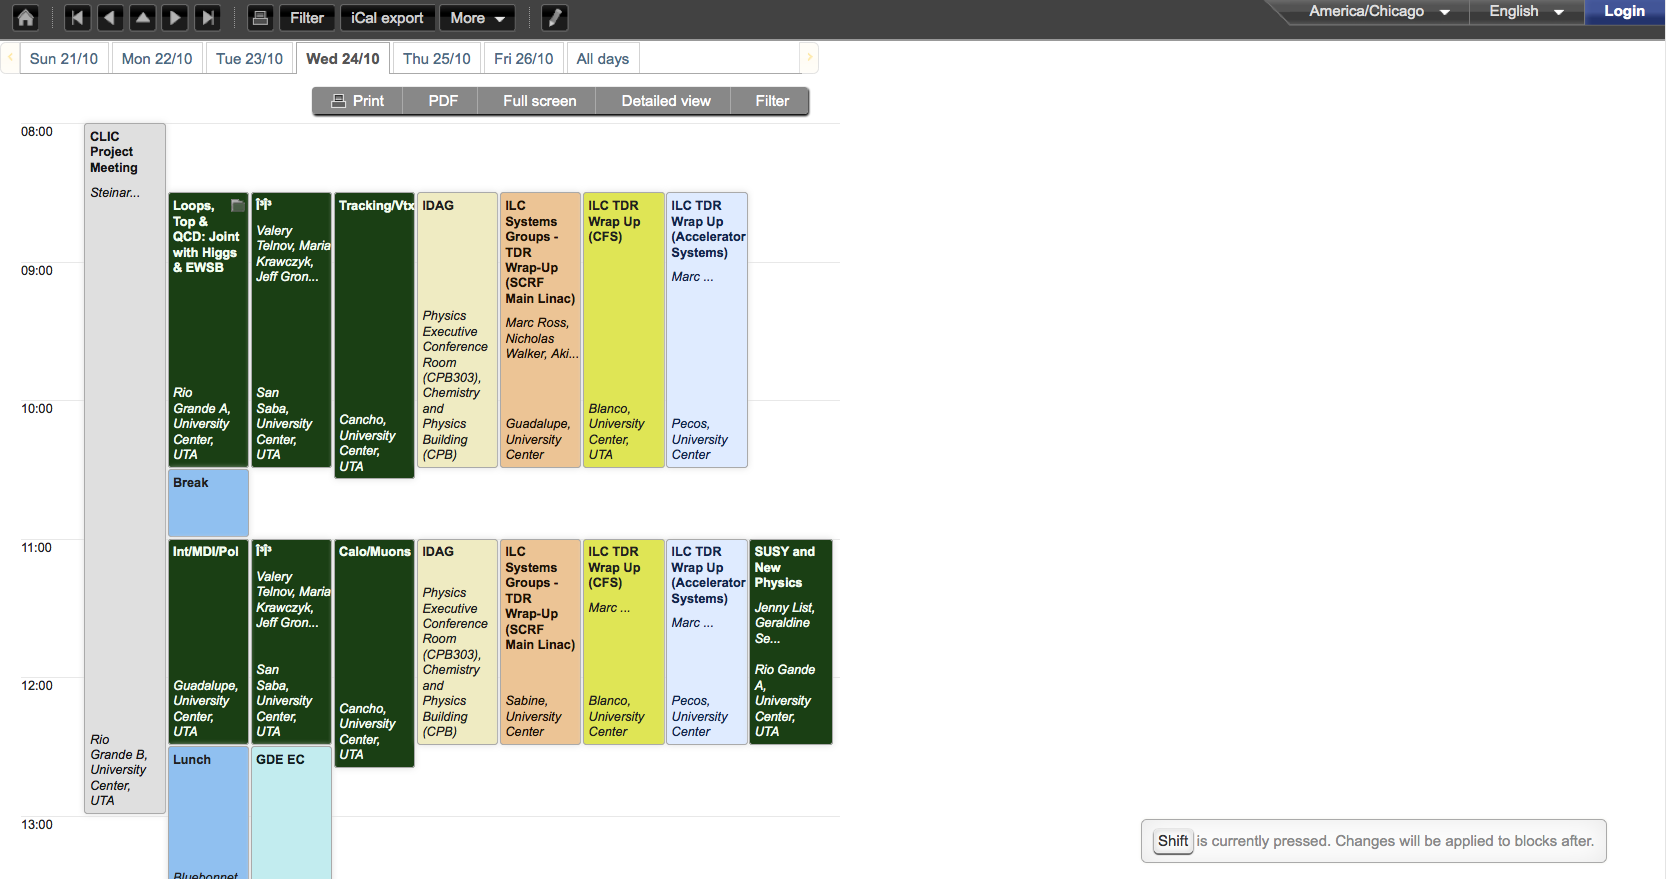 Filter
iCal export
More
America/Chicago
English
Login
Sun 21/10
Mon 22/10
Tue 23/10
Wed 24/10
Thu 25/10
Fri 26/10
All days
Print
PDF
Full screen
Detailed view
Filter
08:00
09:00
10:00
11:00
12:00
13:00
CLIC
Project
Meeting
Steinar...
Rio
Grande B,
University
Center,
UTA
Loops,
Top &
QCD: Joint
with Higgs
& EWSB
Rio
Grande A,
University
Center,
UTA
Valery
Telnov, Maria
Krawczyk,
Jeff Gron...
San
Saba,
University
Center,
UTA
Tracking/Vtx
Cancho,
University
Center,
UTA
IDAG
Physics
Executive
Conference
Room
(CPB303),
Chemistry
and
Physics
Building
(CPB)
ILC
Systems
Groups -
TDR
Wrap-Up
(SCRF
Main Linac)
Marc Ross,
Nicholas
Walker, Aki...
Guadalupe,
University
Center
ILC TDR
Wrap Up
(CFS)
Blanco,
University
Center,
UTA
ILC TDR
Wrap Up
(Accelerator
Systems)
Marc ...
Pecos,
University
Center
Break
Int/MDI/Pol
Guadalupe,
University
Center,
UTA
Valery
Telnov, Maria
Krawczyk,
Jeff Gron...
San
Saba,
University
Center,
UTA
Calo/Muons
Cancho,
University
Center,
UTA
IDAG
Physics
Executive
Conference
Room
(CPB303),
Chemistry
and
Physics
Building
(CPB)
ILC
Systems
Groups -
TDR
Wrap-Up
(SCRF
Main Linac)
Sabine,
University
Center
ILC TDR
Wrap Up
(CFS)
Marc ...
Blanco,
University
Center
ILC TDR
Wrap Up
(Accelerator
Systems)
Marc ...
Pecos,
University
Center
SUSY and
New
Physics
Jenny List,
Geraldine
Se...
Rio Gande
A,
University
Center,
UTA
Lunch
Bluebonnet
GDE EC
Shift is currently pressed. Changes will be applied to blocks after.